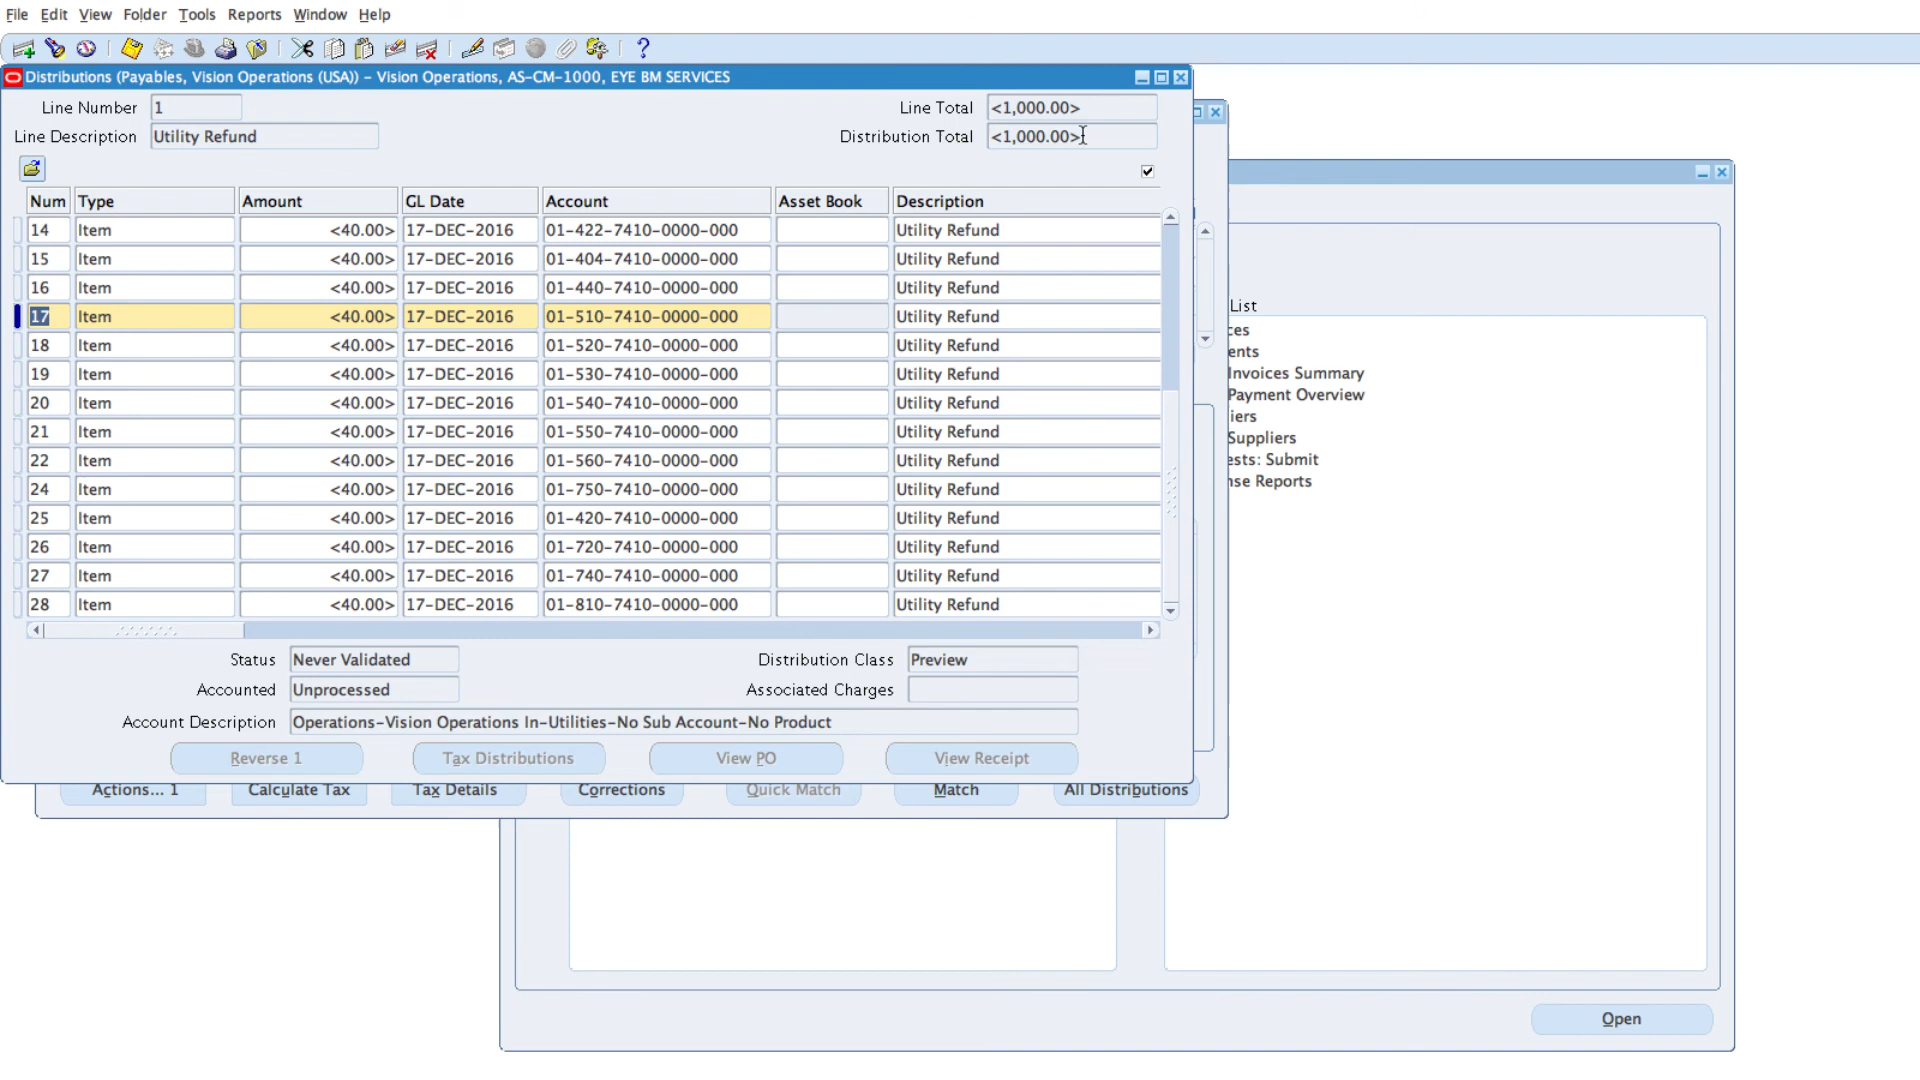 File Edit View Folder Tools Reports Window Help
Distributions (Payables, Vision Operations (USA)) – Vision Operations, AS-CM-1000, EYE BM SERVICES
Line Number 1 Line Total <1,000.00>
Line Description Utility Refund Distribution Total <1,000.00>
Num Type Amount GL Date Account Asset Book Description
14 Item <40.00> 17-DEC-2016 01-422-7410-0000-000 Utility Refund
15 Item <40.00> 17-DEC-2016 01-404-7410-0000-000 Utility Refund
16 Item <40.00> 17-DEC-2016 01-440-7410-0000-000 Utility Refund
17 Item <40.00> 17-DEC-2016 01-510-7410-0000-000 Utility Refund
18 Item <40.00> 17-DEC-2016 01-520-7410-0000-000 Utility Refund
19 Item <40.00> 17-DEC-2016 01-530-7410-0000-000 Utility Refund
20 Item <40.00> 17-DEC-2016 01-540-7410-0000-000 Utility Refund
21 Item <40.00> 17-DEC-2016 01-550-7410-0000-000 Utility Refund
22 Item <40.00> 17-DEC-2016 01-560-7410-0000-000 Utility Refund
24 Item <40.00> 17-DEC-2016 01-750-7410-0000-000 Utility Refund
25 Item <40.00> 17-DEC-2016 01-420-7410-0000-000 Utility Refund
26 Item <40.00> 17-DEC-2016 01-720-7410-0000-000 Utility Refund
27 Item <40.00> 17-DEC-2016 01-740-7410-0000-000 Utility Refund
28 Item <40.00> 17-DEC-2016 01-810-7410-0000-000 Utility Refund
Status Never Validated Distribution Class Preview
Accounted Unprocessed Associated Charges
Account Description Operations-Vision Operations In-Utilities-No Sub Account-No Product
Reverse 1 Tax Distributions View PO View Receipt
Actions... 1 Calculate Tax Tax Details Corrections Quick Match Match All Distributions
List
ces
ents
Invoices Summary
Payment Overview
iers
Suppliers
ests: Submit
nse Reports
Open